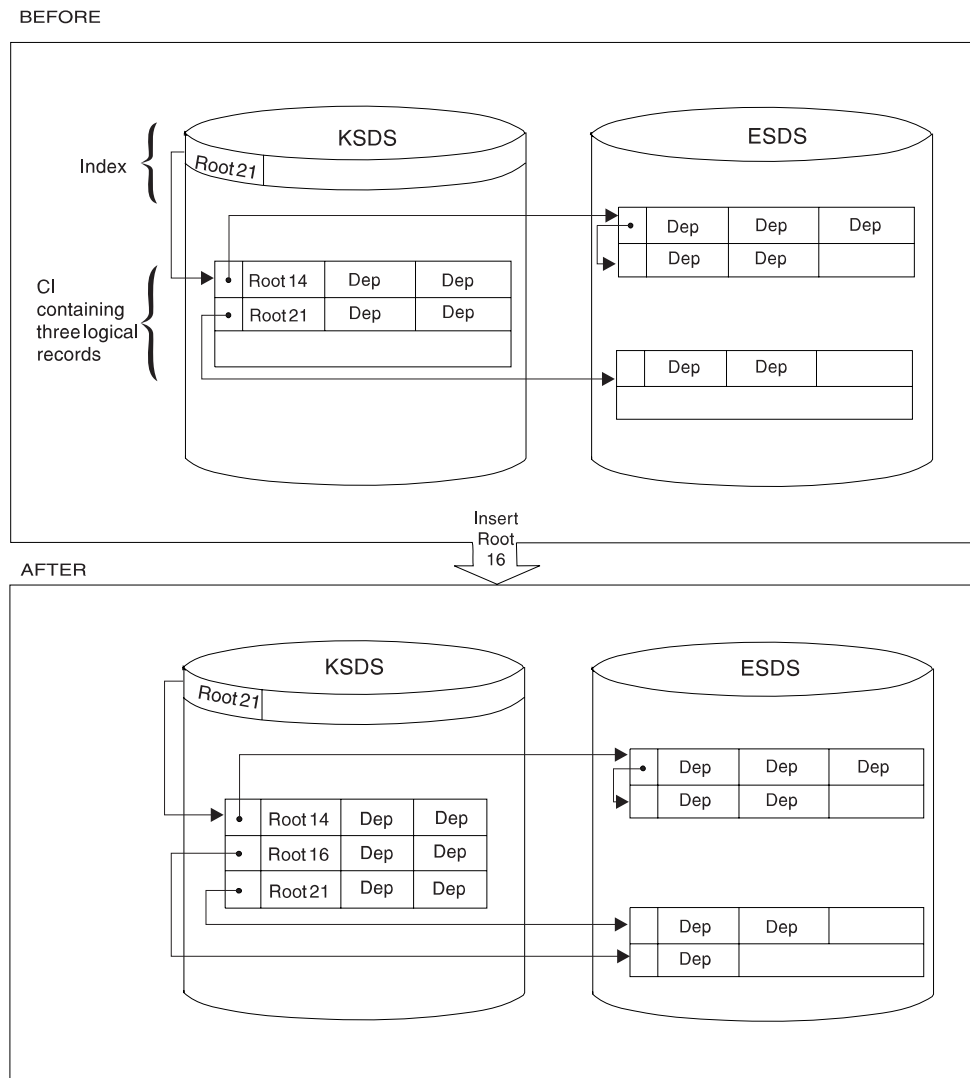 BEFORE
KSDS
ESDS
Index
Root 21
Dep Dep Dep
Dep Dep
CI
containing
three logical
records
Root 14 Dep Dep
Root 21 Dep Dep
Dep Dep
Insert
Root
16
AFTER
KSDS
ESDS
Root 21
Dep Dep Dep
Dep Dep
Root 14 Dep Dep
Root 16 Dep Dep
Root 21 Dep Dep
Dep Dep
Dep